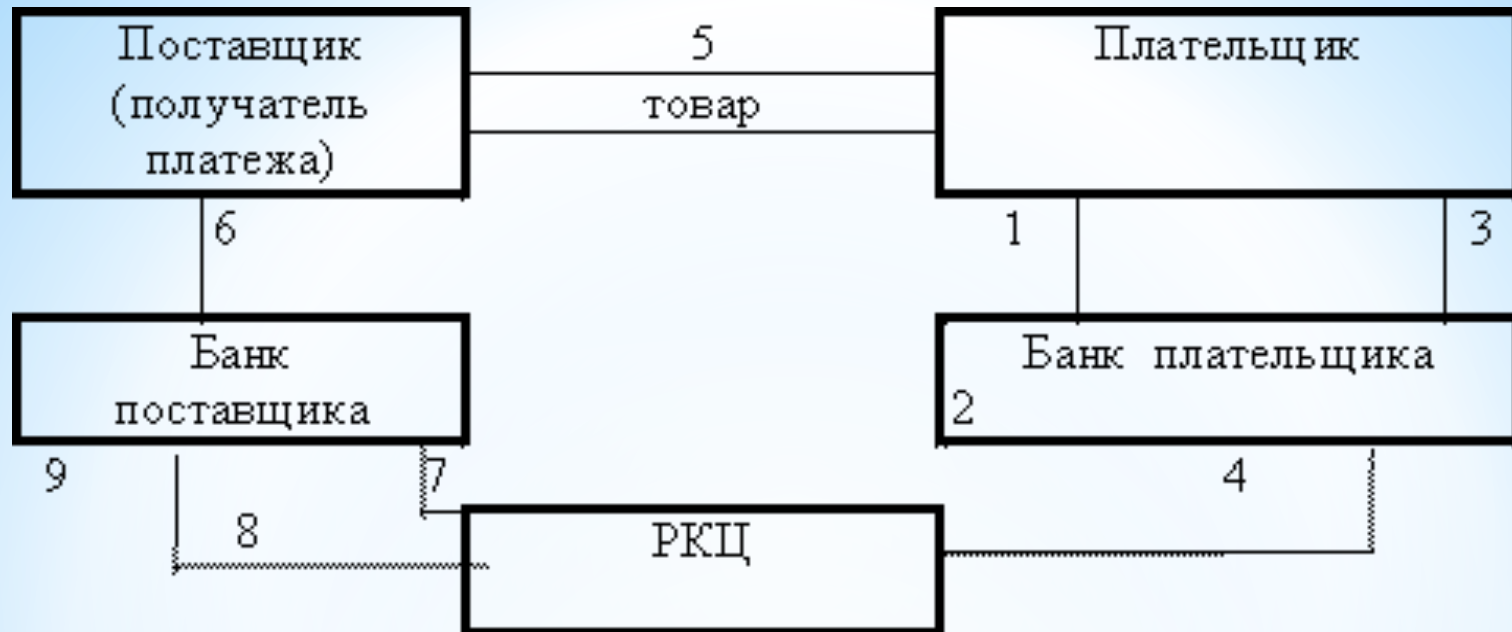 Поставщик
(получатель
платежа)
5
товар
Плательщик
6
1
3
Банк
поставщика
Банк плательщика
2
9
7
4
8
РКЦ